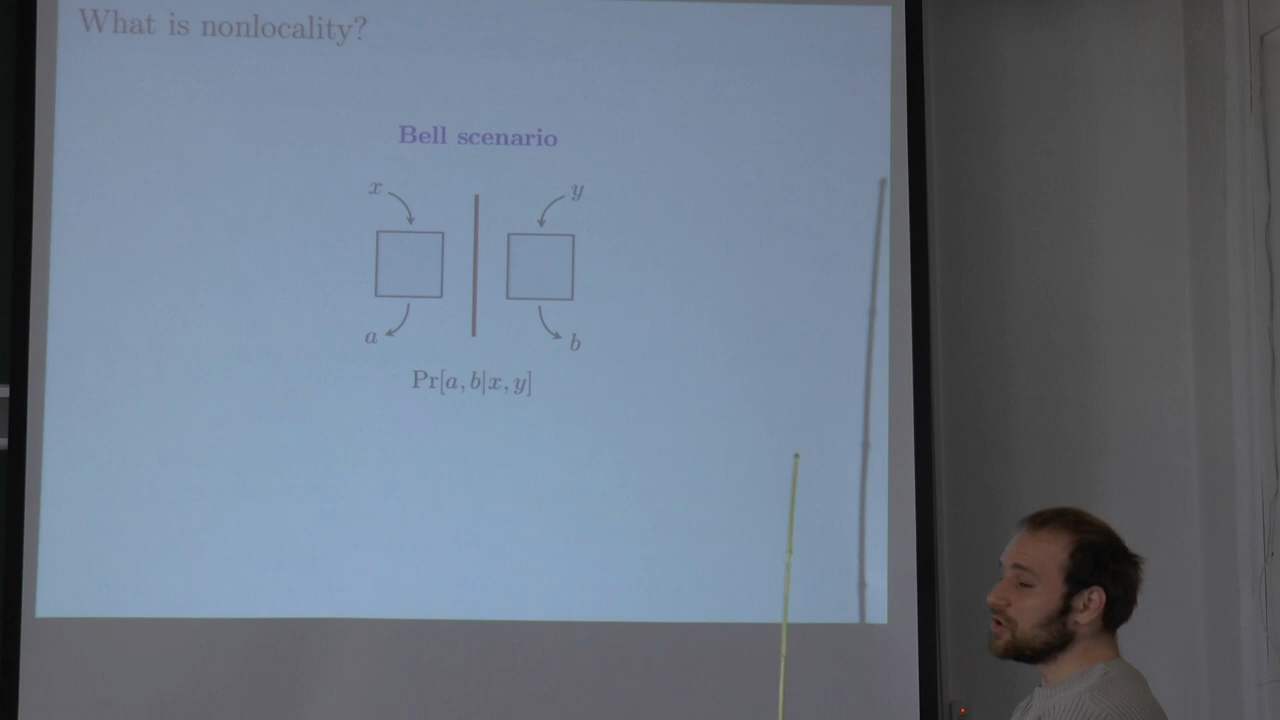 What is nonlocality?
Bell scenario
x y
a b
Pr[a, b|x, y]